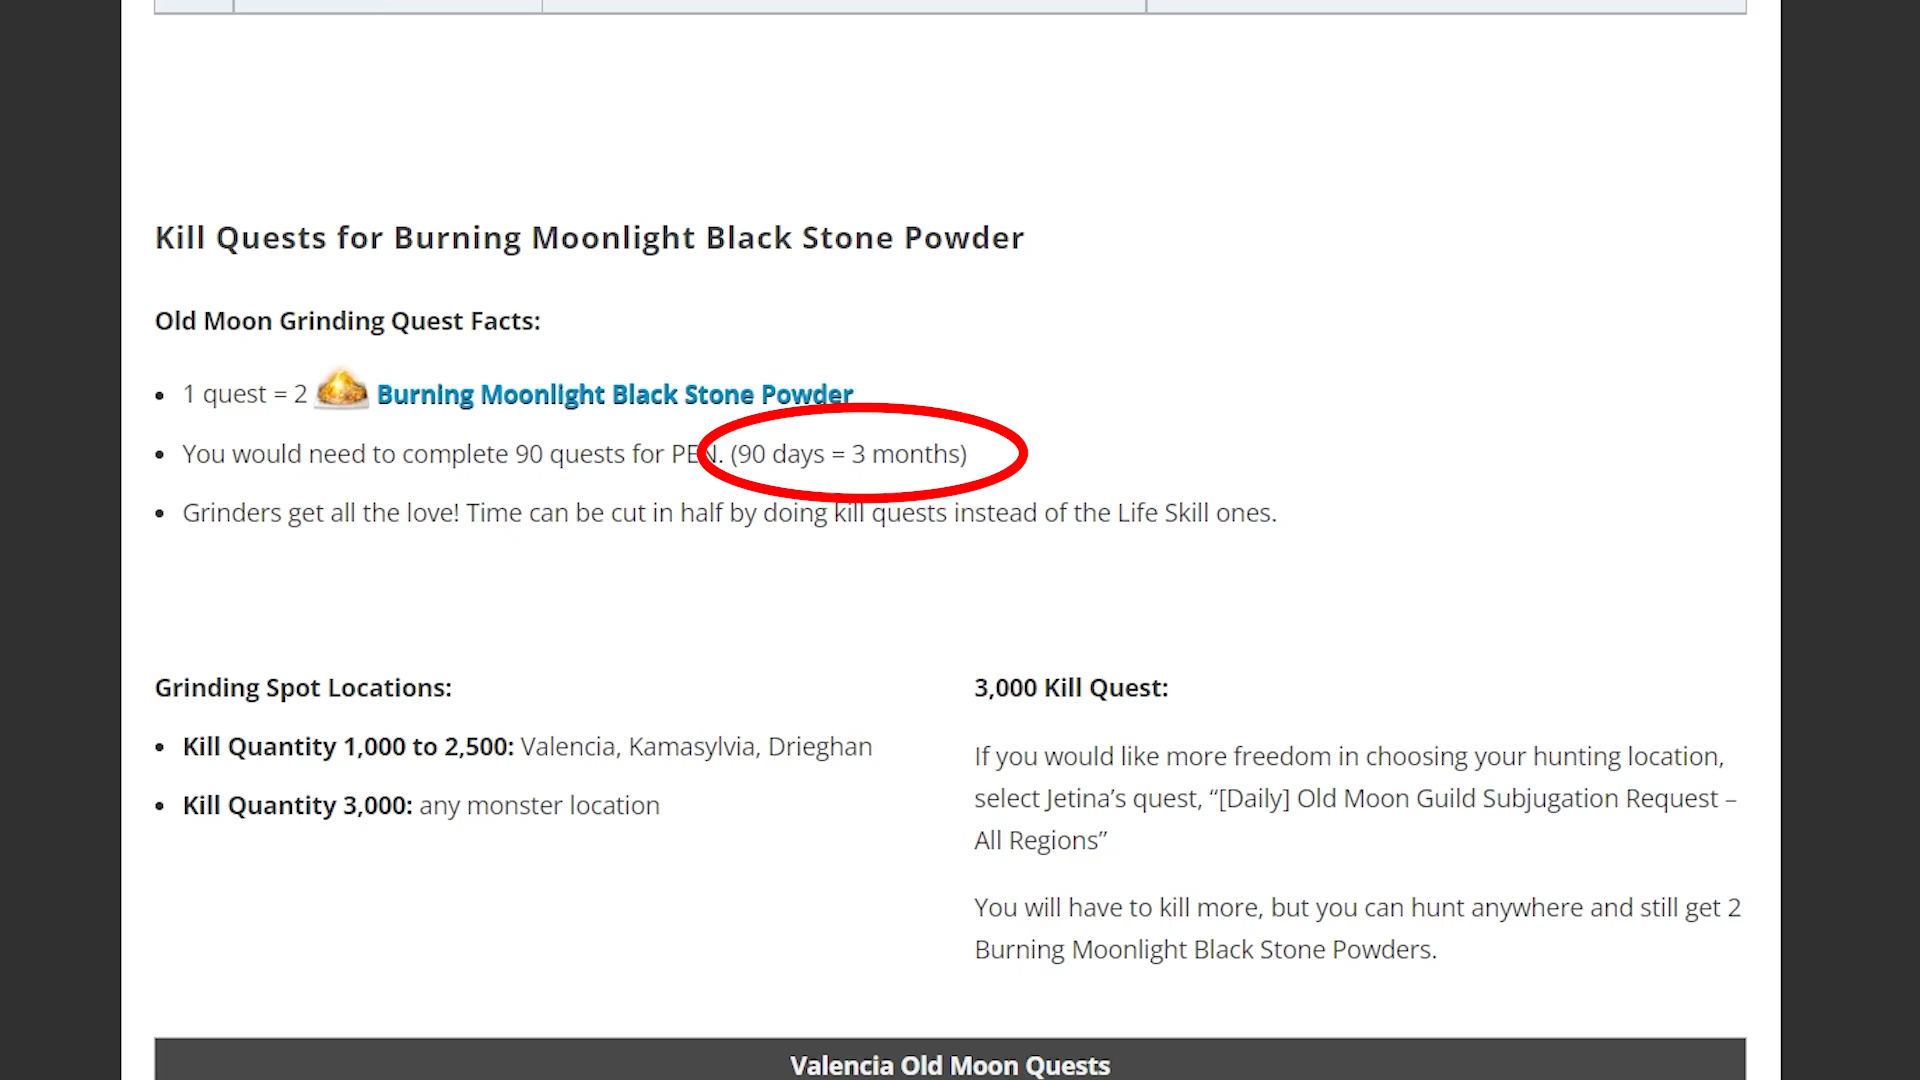 Kill Quests for Burning Moonlight Black Stone Powder
Old Moon Grinding Quest Facts:
1 quest = 2 Burning Moonlight Black Stone Powder
You would need to complete 90 quests for PEN. (90 days = 3 months)
Grinders get all the love! Time can be cut in half by doing kill quests instead of the Life Skill ones.
Grinding Spot Locations:
Kill Quantity 1,000 to 2,500: Valencia, Kamasylvia, Drieghan
Kill Quantity 3,000: any monster location
3,000 Kill Quest:
If you would like more freedom in choosing your hunting location,
select Jetina’s quest, “[Daily] Old Moon Guild Subjugation Request –
All Regions”
You will have to kill more, but you can hunt anywhere and still get 2
Burning Moonlight Black Stone Powders.
Valencia Old Moon Quests